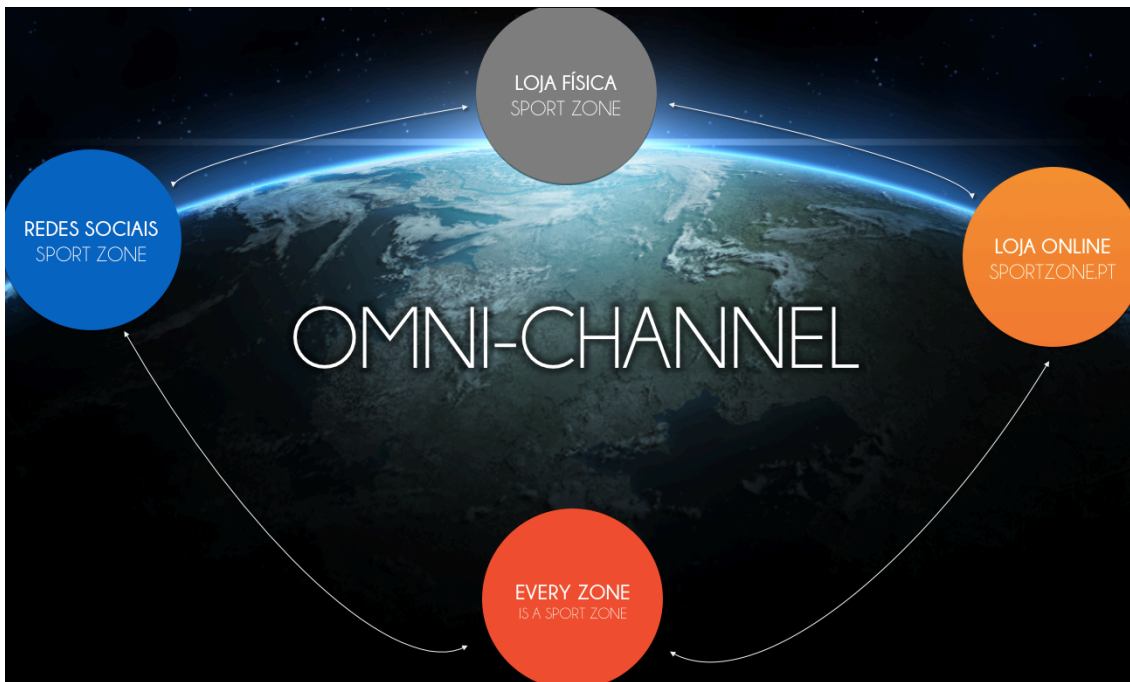 LOJA FÍSICA
SPORT ZONE
REDES SOCIAIS
SPORT ZONE
LOJA ONLINE
SPORTZONE.PT
OMNI-CHANNEL
EVERY ZONE
IS A SPORT ZONE